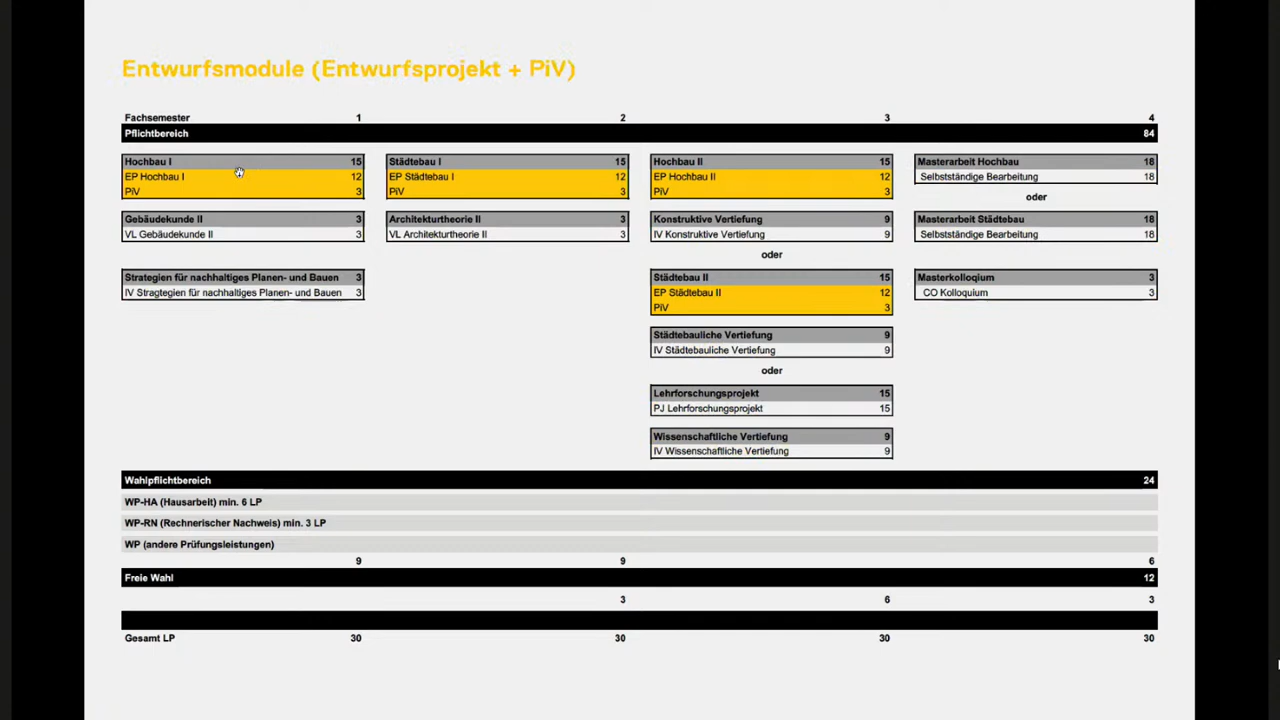 Entwurfsmodule (Entwurfsprojekt + PiV)
Fachsemester 1 2 3 4
Pflichtbereich 84
Hochbau I 15
EP Hochbau I 12
PiV 3
Gebäudekunde II 3
VL Gebäudekunde II 3
Strategien für nachhaltiges Planen- und Bauen 3
IV Stragtegien für nachhaltiges Planen- und Bauen 3
Städtebau I 15
EP Städtebau I 12
PiV 3
Architekturtheorie II 3
VL Architekturtheorie II 3
Hochbau II 15
EP Hochbau II 12
PiV 3
Konstruktive Vertiefung 9
IV Konstruktive Vertiefung 9
oder
Städtebau II 15
EP Städtebau II 12
PiV 3
Städtebauliche Vertiefung 9
IV Städtebauliche Vertiefung 9
oder
Lehrforschungsprojekt 15
PJ Lehrforschungsprojekt 15
Wissenschaftliche Vertiefung 9
IV Wissenschaftliche Vertiefung 9
Masterarbeit Hochbau 18
Selbstständige Bearbeitung 18
oder
Masterarbeit Städtebau 18
Selbstständige Bearbeitung 18
Masterkolloqium 3
CO Kolloquium 3
Wahlpflichtbereich 24
WP-HA (Hausarbeit) min. 6 LP
WP-RN (Rechnerischer Nachweis) min. 3 LP
WP (andere Prüfungsleistungen)
9 9 6
Freie Wahl 12
3 6 3
Gesamt LP 30 30 30 30